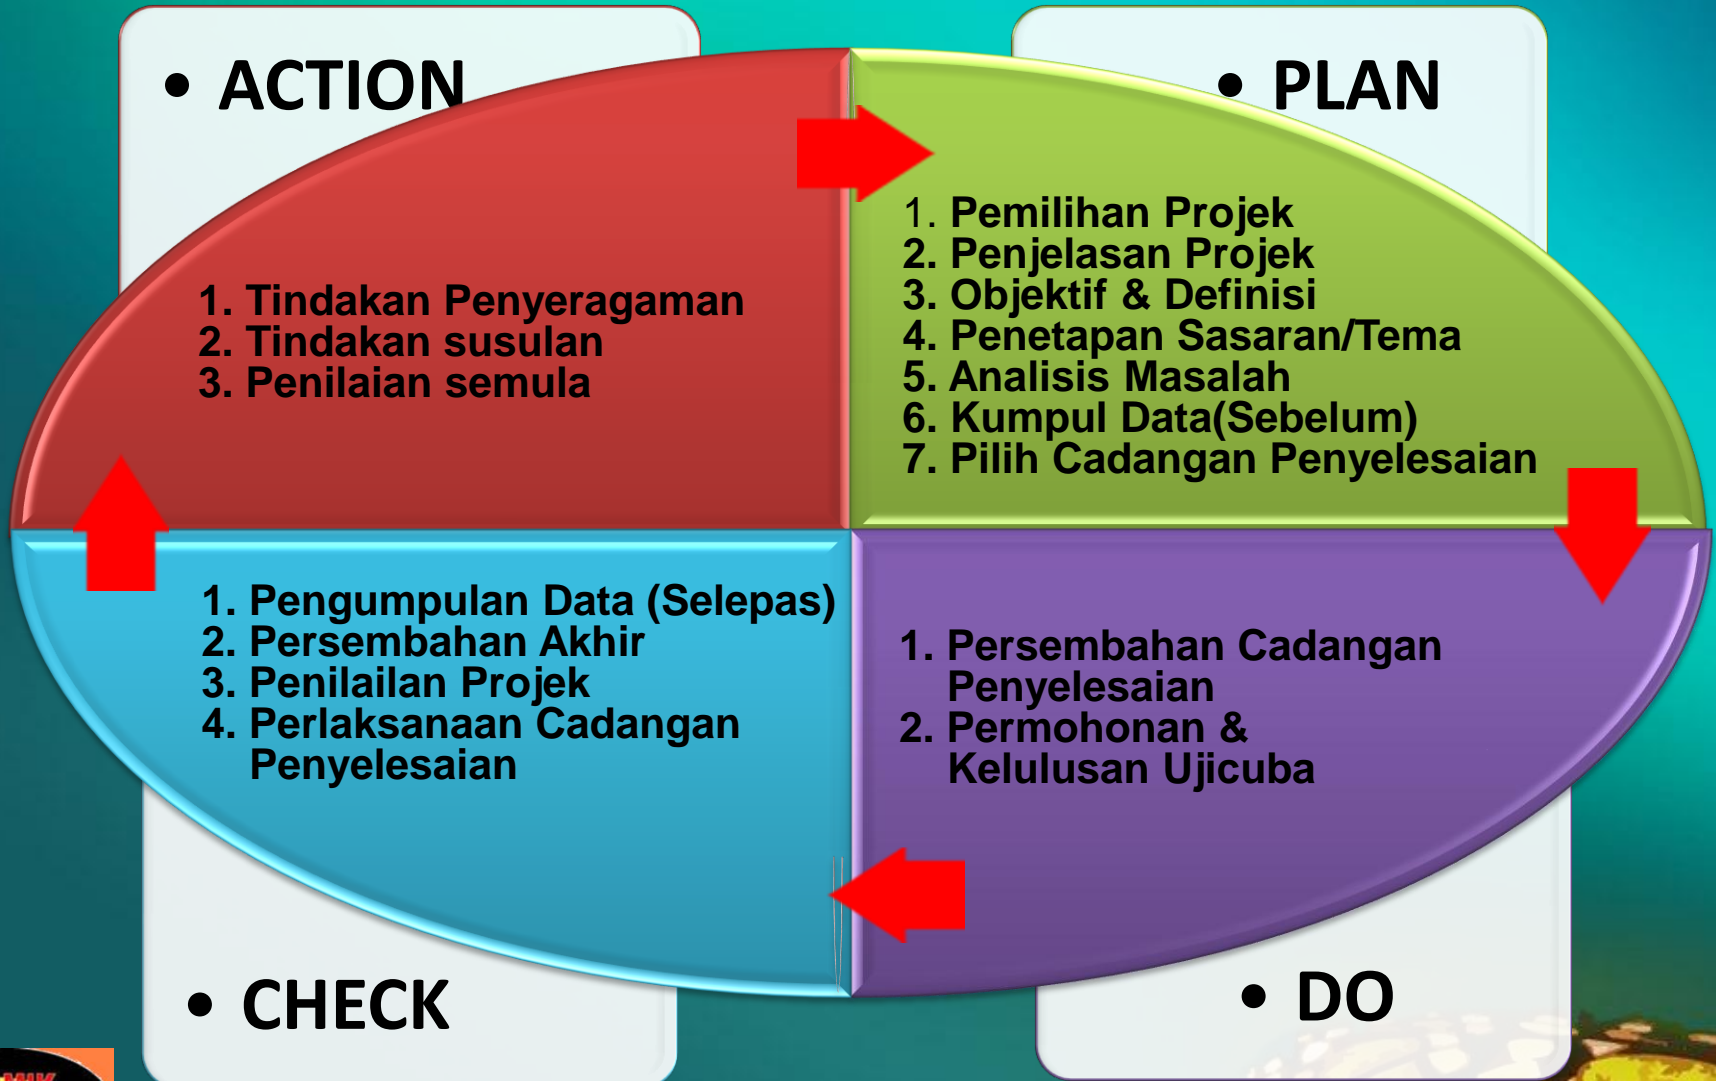 • ACTION
1. Tindakan Penyeragaman
2. Tindakan susulan
3. Penilaian semula
• PLAN
1. Pemilihan Projek
2. Penjelasan Projek
3. Objektif & Definisi
4. Penetapan Sasaran/Tema
5. Analisis Masalah
6. Kumpul Data(Sebelum)
7. Pilih Cadangan Penyelesaian
1. Pengumpulan Data (Selepas)
2. Persembahan Akhir
3. Penilailan Projek
4. Perlaksanaan Cadangan
Penyelesaian
• CHECK
1. Persembahan Cadangan
Penyelesaian
2. Permohonan &
Kelulusan Ujicuba
• DO